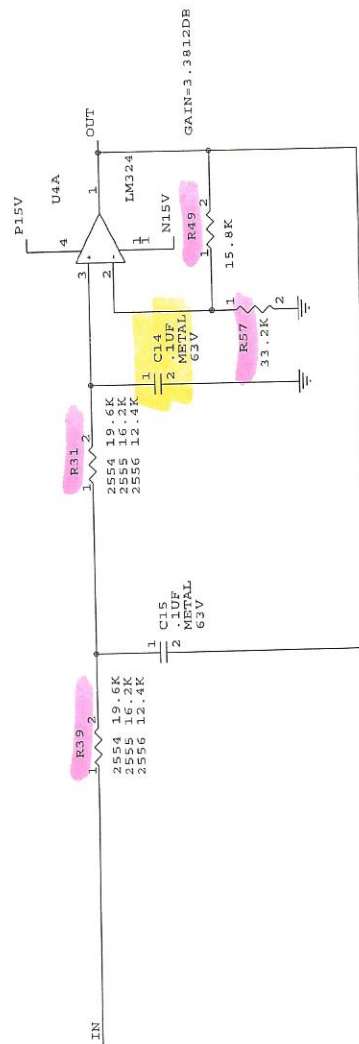 IN
R39
1 2
2554 19.6K
2555 16.2K
2556 12.4K
1
C15
2
.1UF
METAL
63V
R31
1 2
2554 19.6K
2555 16.2K
2556 12.4K
1
C14
2
.1UF
METAL
63V
P15V
4
U4A
3
+
1
OUT
2
-
LM324
11
N15V
R49
1 2
15.8K
1
R57
2
33.2K
GAIN=3.3812DB